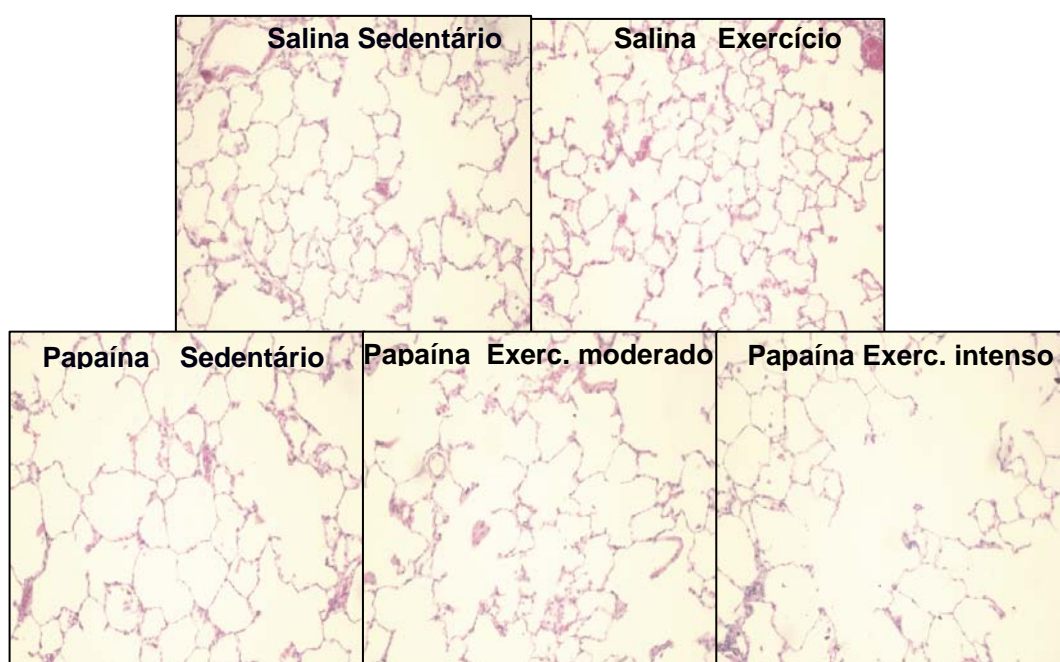 Salina Sedentário
Salina Exercício
Papaína Sedentário
Papaína Exerc. moderado
Papaína Exerc. intenso